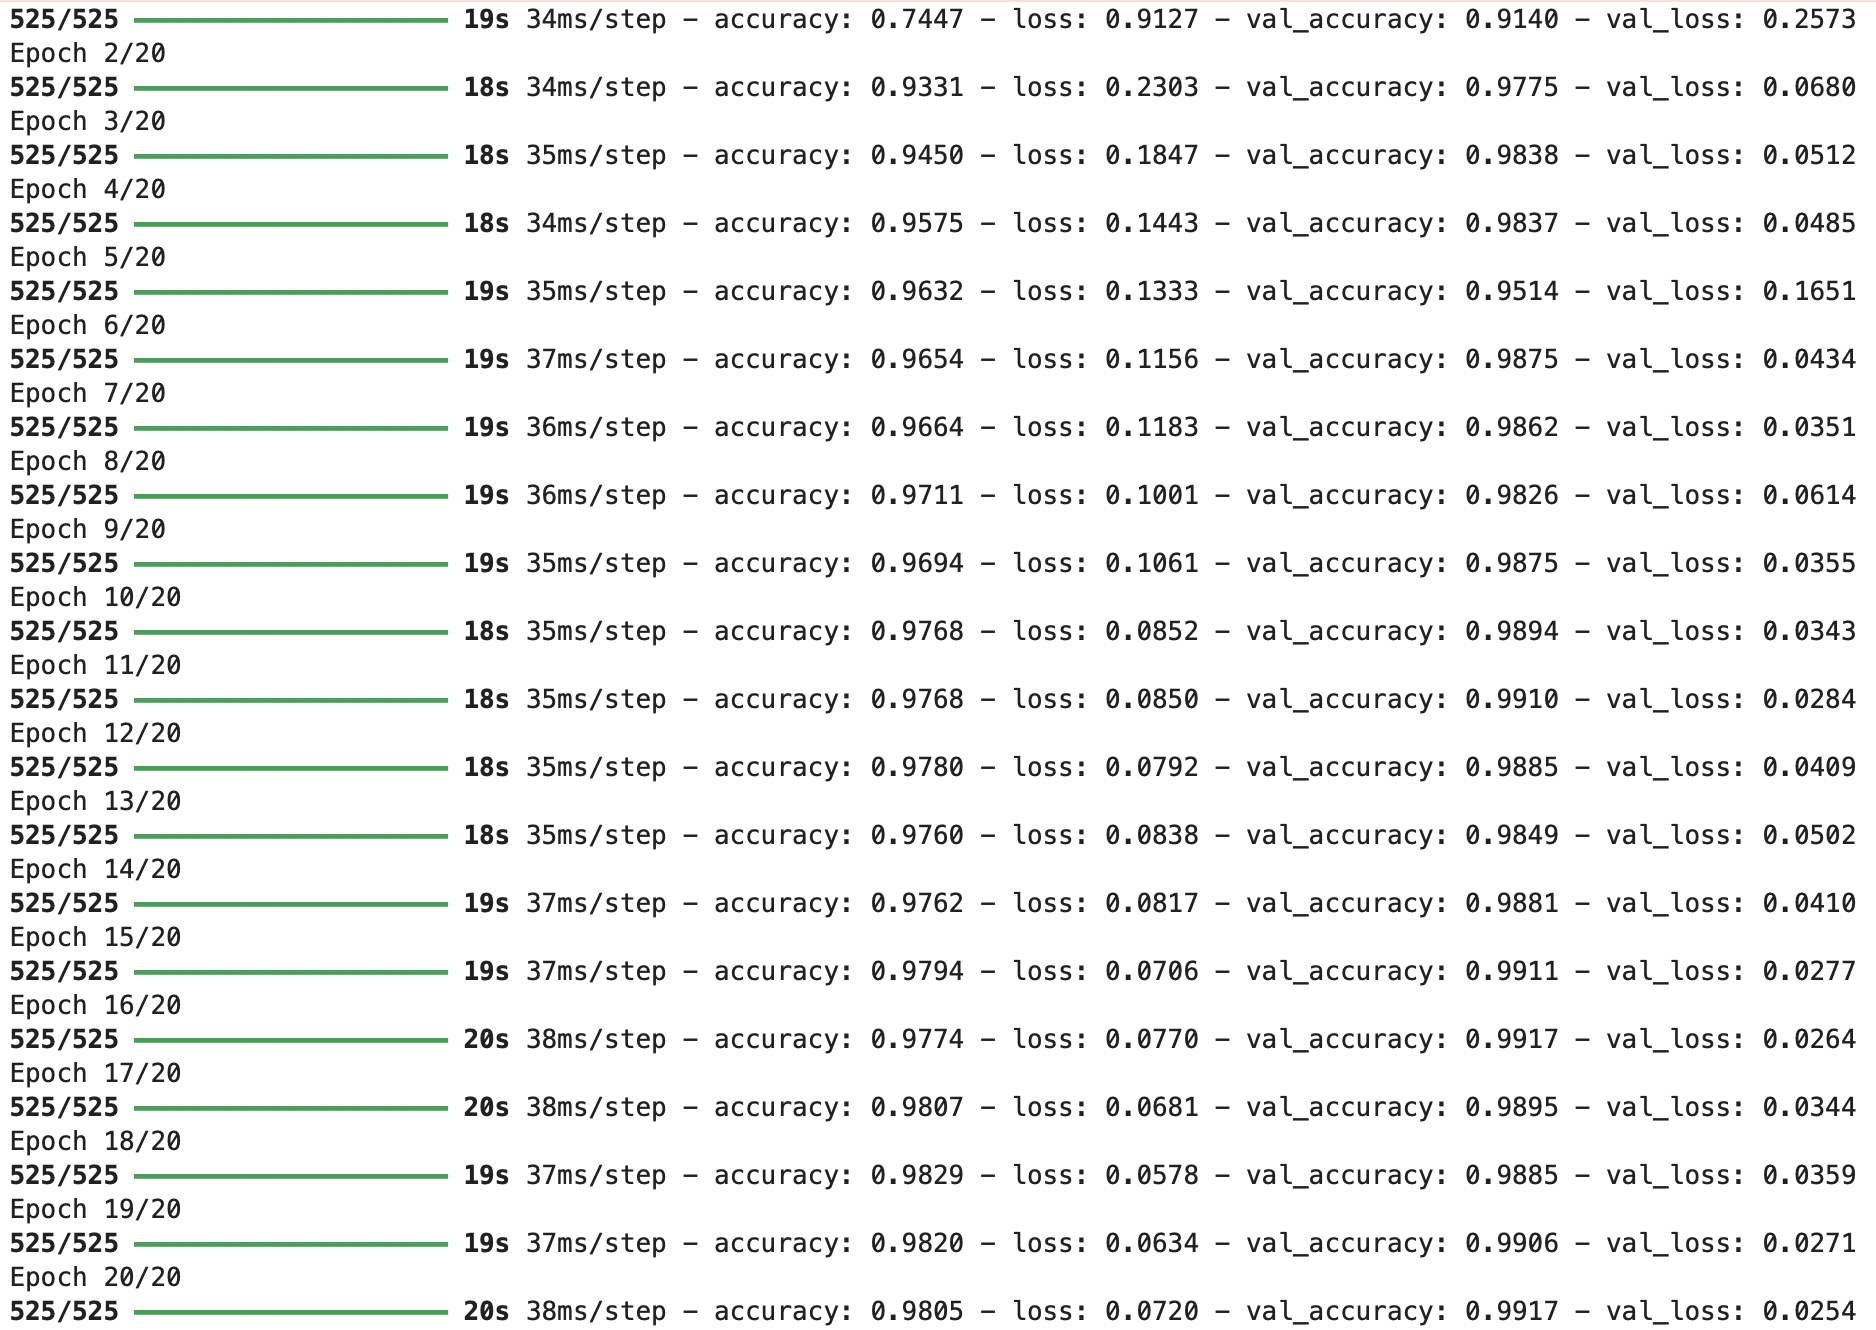 525/525 ━━━━━━━━━━━━━━━━━━━━ 19s 34ms/step - accuracy: 0.7447 - loss: 0.9127 - val_accuracy: 0.9140 - val_loss: 0.2573
Epoch 2/20
525/525 ━━━━━━━━━━━━━━━━━━━━ 18s 34ms/step - accuracy: 0.9331 - loss: 0.2303 - val_accuracy: 0.9775 - val_loss: 0.0680
Epoch 3/20
525/525 ━━━━━━━━━━━━━━━━━━━━ 18s 35ms/step - accuracy: 0.9450 - loss: 0.1847 - val_accuracy: 0.9838 - val_loss: 0.0512
Epoch 4/20
525/525 ━━━━━━━━━━━━━━━━━━━━ 18s 34ms/step - accuracy: 0.9575 - loss: 0.1443 - val_accuracy: 0.9837 - val_loss: 0.0485
Epoch 5/20
525/525 ━━━━━━━━━━━━━━━━━━━━ 19s 35ms/step - accuracy: 0.9632 - loss: 0.1333 - val_accuracy: 0.9514 - val_loss: 0.1651
Epoch 6/20
525/525 ━━━━━━━━━━━━━━━━━━━━ 19s 37ms/step - accuracy: 0.9654 - loss: 0.1156 - val_accuracy: 0.9875 - val_loss: 0.0434
Epoch 7/20
525/525 ━━━━━━━━━━━━━━━━━━━━ 19s 36ms/step - accuracy: 0.9664 - loss: 0.1183 - val_accuracy: 0.9862 - val_loss: 0.0351
Epoch 8/20
525/525 ━━━━━━━━━━━━━━━━━━━━ 19s 36ms/step - accuracy: 0.9711 - loss: 0.1001 - val_accuracy: 0.9826 - val_loss: 0.0614
Epoch 9/20
525/525 ━━━━━━━━━━━━━━━━━━━━ 19s 35ms/step - accuracy: 0.9694 - loss: 0.1061 - val_accuracy: 0.9875 - val_loss: 0.0355
Epoch 10/20
525/525 ━━━━━━━━━━━━━━━━━━━━ 18s 35ms/step - accuracy: 0.9768 - loss: 0.0852 - val_accuracy: 0.9894 - val_loss: 0.0343
Epoch 11/20
525/525 ━━━━━━━━━━━━━━━━━━━━ 18s 35ms/step - accuracy: 0.9768 - loss: 0.0850 - val_accuracy: 0.9910 - val_loss: 0.0284
Epoch 12/20
525/525 ━━━━━━━━━━━━━━━━━━━━ 18s 35ms/step - accuracy: 0.9780 - loss: 0.0792 - val_accuracy: 0.9885 - val_loss: 0.0409
Epoch 13/20
525/525 ━━━━━━━━━━━━━━━━━━━━ 18s 35ms/step - accuracy: 0.9760 - loss: 0.0838 - val_accuracy: 0.9849 - val_loss: 0.0502
Epoch 14/20
525/525 ━━━━━━━━━━━━━━━━━━━━ 19s 37ms/step - accuracy: 0.9762 - loss: 0.0817 - val_accuracy: 0.9881 - val_loss: 0.0410
Epoch 15/20
525/525 ━━━━━━━━━━━━━━━━━━━━ 19s 37ms/step - accuracy: 0.9794 - loss: 0.0706 - val_accuracy: 0.9911 - val_loss: 0.0277
Epoch 16/20
525/525 ━━━━━━━━━━━━━━━━━━━━ 20s 38ms/step - accuracy: 0.9774 - loss: 0.0770 - val_accuracy: 0.9917 - val_loss: 0.0264
Epoch 17/20
525/525 ━━━━━━━━━━━━━━━━━━━━ 20s 38ms/step - accuracy: 0.9807 - loss: 0.0681 - val_accuracy: 0.9895 - val_loss: 0.0344
Epoch 18/20
525/525 ━━━━━━━━━━━━━━━━━━━━ 19s 37ms/step - accuracy: 0.9829 - loss: 0.0578 - val_accuracy: 0.9885 - val_loss: 0.0359
Epoch 19/20
525/525 ━━━━━━━━━━━━━━━━━━━━ 19s 37ms/step - accuracy: 0.9820 - loss: 0.0634 - val_accuracy: 0.9906 - val_loss: 0.0271
Epoch 20/20
525/525 ━━━━━━━━━━━━━━━━━━━━ 20s 38ms/step - accuracy: 0.9805 - loss: 0.0720 - val_accuracy: 0.9917 - val_loss: 0.0254